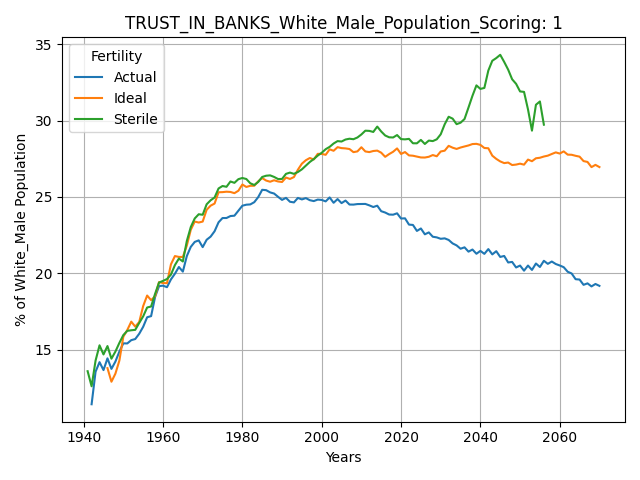 TRUST_IN_BANKS_White_Male_Population_Scoring: 1
% of White_Male Population
35
30
25
20
15
Fertility
Actual
Ideal
Sterile
1940 1960 1980 2000 2020 2040 2060
Years